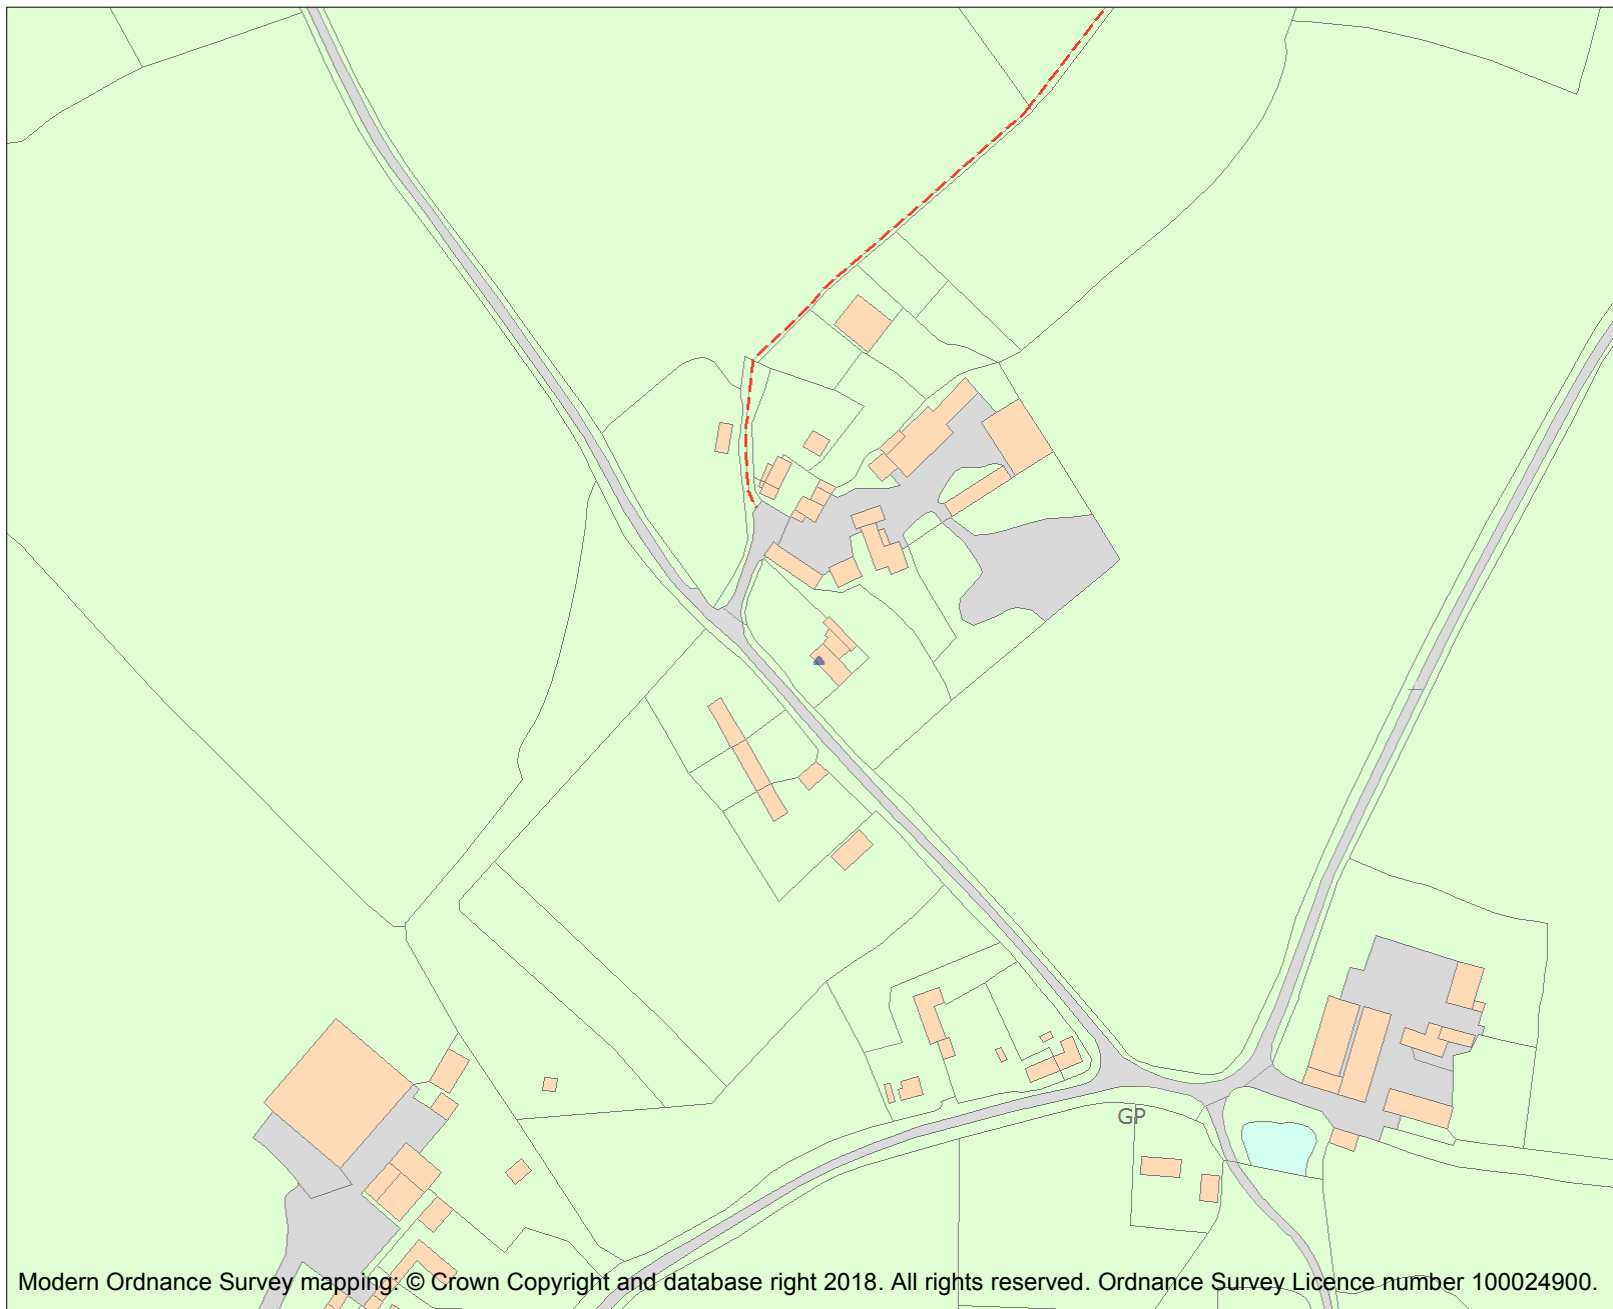 GP
Modern Ordnance Survey mapping: © Crown Copyright and database right 2018. All rights reserved. Ordnance Survey Licence number 100024900.